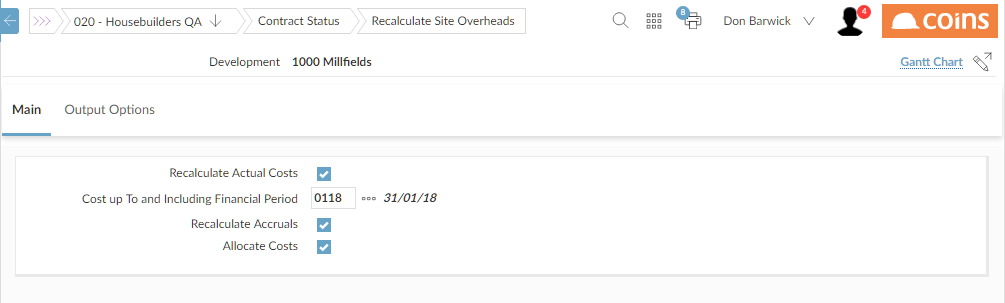 020 - Housebuilders QA
Contract Status
Recalculate Site Overheads
8
Don Barwick
4
coins
Development 1000 Millfields
Gantt Chart
Main
Output Options
Recalculate Actual Costs
Cost up To and Including Financial Period 0118 31/01/18
Recalculate Accruals
Allocate Costs